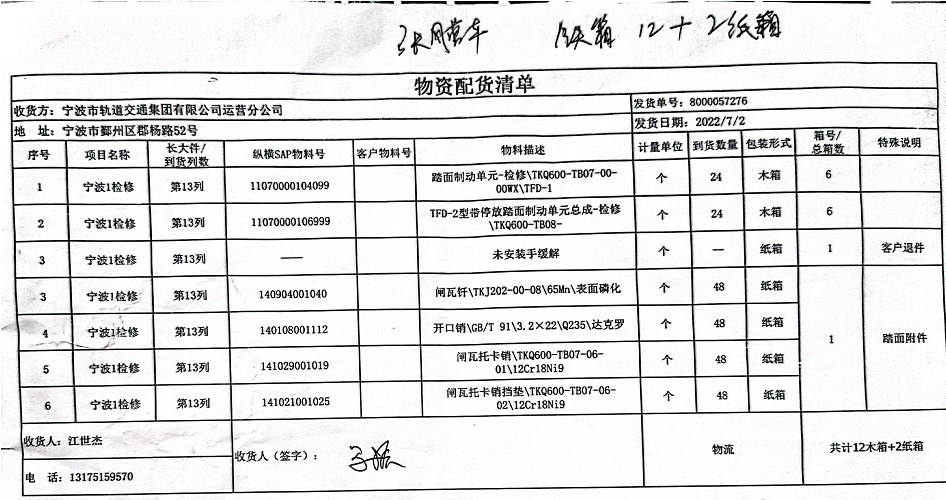 12+2纸箱
物资配货清单
收货方：宁波市轨道交通集团有限公司运营分公司
发货单号：8000057276
地 址：宁波市鄞州区郡杨路52号
发货日期：2022/7/2
序号 项目名称 长大件/到货列数 纵横SAP物料号 客户物料号 物料描述 计量单位 到货数量 包装形式 箱号/总箱数 特殊说明
1 宁波1检修 第13列 11070000104099 踏面制动单元-检修\TKQ600-TB07-00-00WX\TFD-1 个 24 木箱 6
2 宁波1检修 第13列 11070000106999 TFD-2型带停放踏面制动单元总成-检修\TKQ600-TB08- 个 24 木箱 6
3 宁波1检修 第13列 —— 未安装手缓解 个 — 纸箱 1 客户退件
3 宁波1检修 第13列 140904001040 闸瓦钎\TKJ202-00-08\65Mn\表面磷化 个 48 纸箱
4 宁波1检修 第13列 140108001112 开口销\GB/T 91\3.2×22\Q235\达克罗 个 48 纸箱
1 踏面附件
5 宁波1检修 第13列 141029001019 闸瓦托卡销\TKQ600-TB07-06-01\12Cr18Ni9 个 48 纸箱
6 宁波1检修 第13列 141021001025 闸瓦托卡销挡垫\TKQ600-TB07-06-02\12Cr18Ni9 个 48 纸箱
收货人：江世杰
收货人（签字）：
物流
共计12木箱+2纸箱
电 话：13175159570